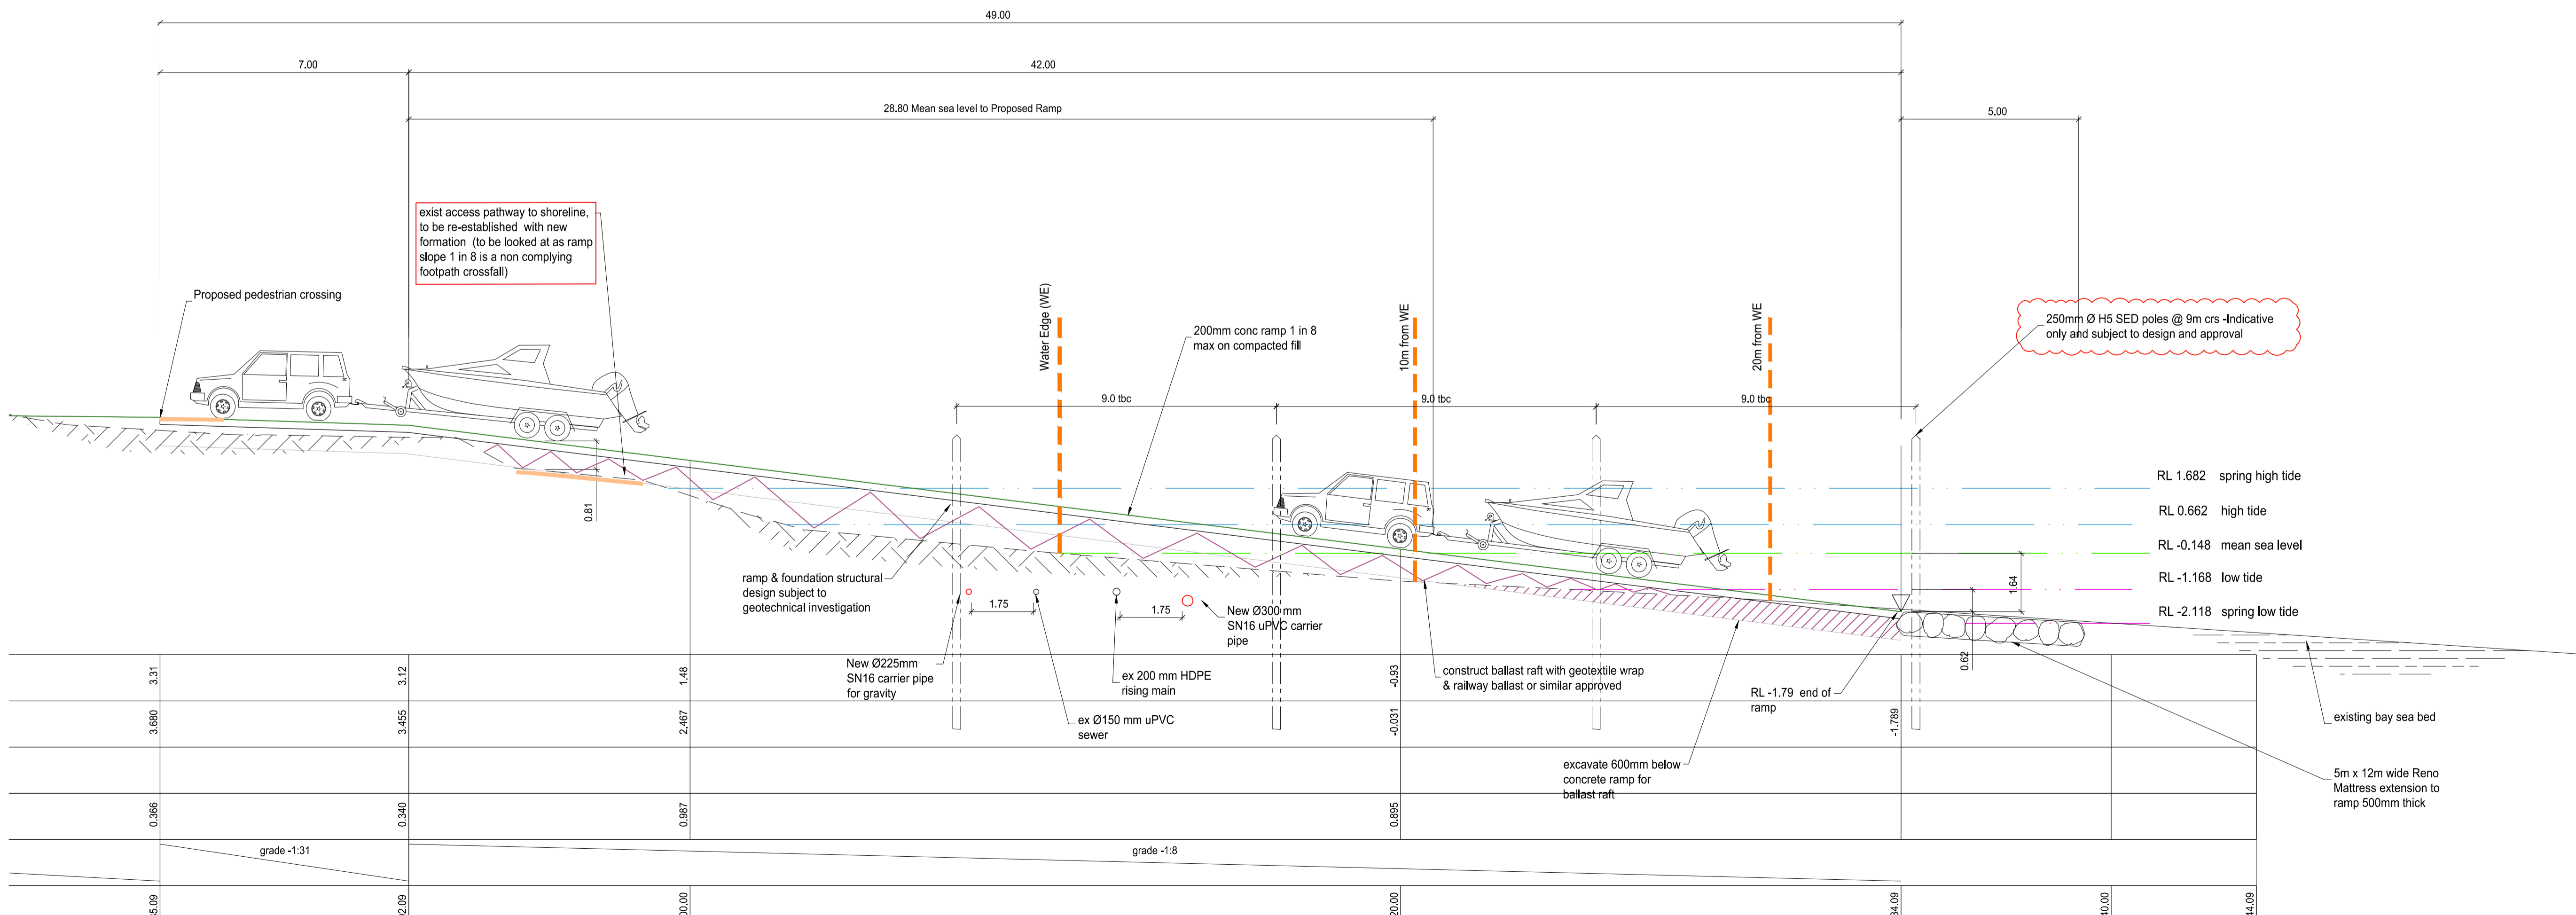 49.00
7.00
42.00
28.80 Mean sea level to Proposed Ramp
5.00
exist access pathway to shoreline,
to be re-established with new
formation (to be looked at as ramp
slope 1 in 8 is a non complying
footpath crossfall)
Proposed pedestrian crossing
Water Edge (WE)
200mm conc ramp 1 in 8
max on compacted fill
10m from WE
20m from WE
250mm Ø H5 SED poles @ 9m crs -Indicative
only and subject to design and approval
9.0 tbc
9.0 tbc
9.0 tbc
RL 1.682 spring high tide
RL 0.662 high tide
RL -0.148 mean sea level
RL -1.168 low tide
RL -2.118 spring low tide
0.81
1.64
0.62
ramp & foundation structural
design subject to
geotechnical investigation
1.75
1.75
New Ø300 mm
SN16 uPVC carrier
pipe
New Ø225mm
SN16 carrier pipe
for gravity
ex 200 mm HDPE
rising main
ex Ø150 mm uPVC
sewer
construct ballast raft with geotextile wrap
& railway ballast or similar approved
RL -1.79 end of
ramp
existing bay sea bed
excavate 600mm below
concrete ramp for
ballast raft
5m x 12m wide Reno
Mattress extension to
ramp 500mm thick
3.31
3.12
1.48
-0.93
3.680
3.455
2.467
-0.031
-1.789
0.366
0.340
0.987
0.895
grade -1:31
grade -1:8
20.00
40.00